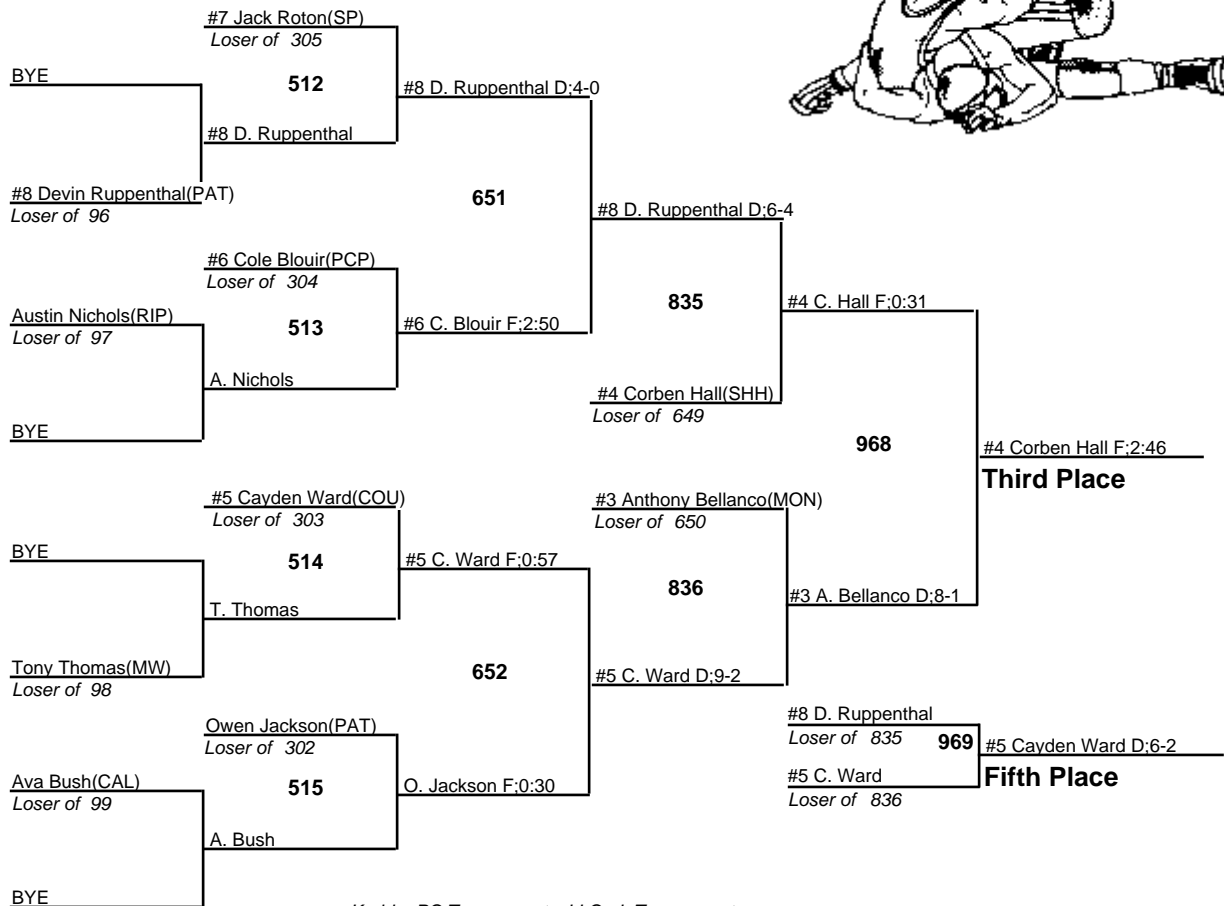 #7 Jack Roton(SP)
Loser of 305
BYE
512
#8 D. Ruppenthal D;4-0
#8 D. Ruppenthal
#8 Devin Ruppenthal(PAT)
Loser of 96
651
#8 D. Ruppenthal D;6-4
#6 Cole Blouir(PCP)
Loser of 304
Austin Nichols(RIP)
Loser of 97
513
#6 C. Blouir F;2:50
835
#4 C. Hall F;0:31
A. Nichols
#4 Corben Hall(SHH)
Loser of 649
BYE
968
#4 Corben Hall F;2:46
Third Place
#5 Cayden Ward(COU)
Loser of 303
#3 Anthony Bellanco(MON)
Loser of 650
BYE
514
#5 C. Ward F;0:57
836
#3 A. Bellanco D;8-1
T. Thomas
Tony Thomas(MW)
Loser of 98
652
#5 C. Ward D;9-2
Owen Jackson(PAT)
Loser of 302
#8 D. Ruppenthal
Loser of 835
969
#5 Cayden Ward D;6-2
Fifth Place
#5 C. Ward
Loser of 836
Ava Bush(CAL)
Loser of 99
515
O. Jackson F;0:30
A. Bush
BYE